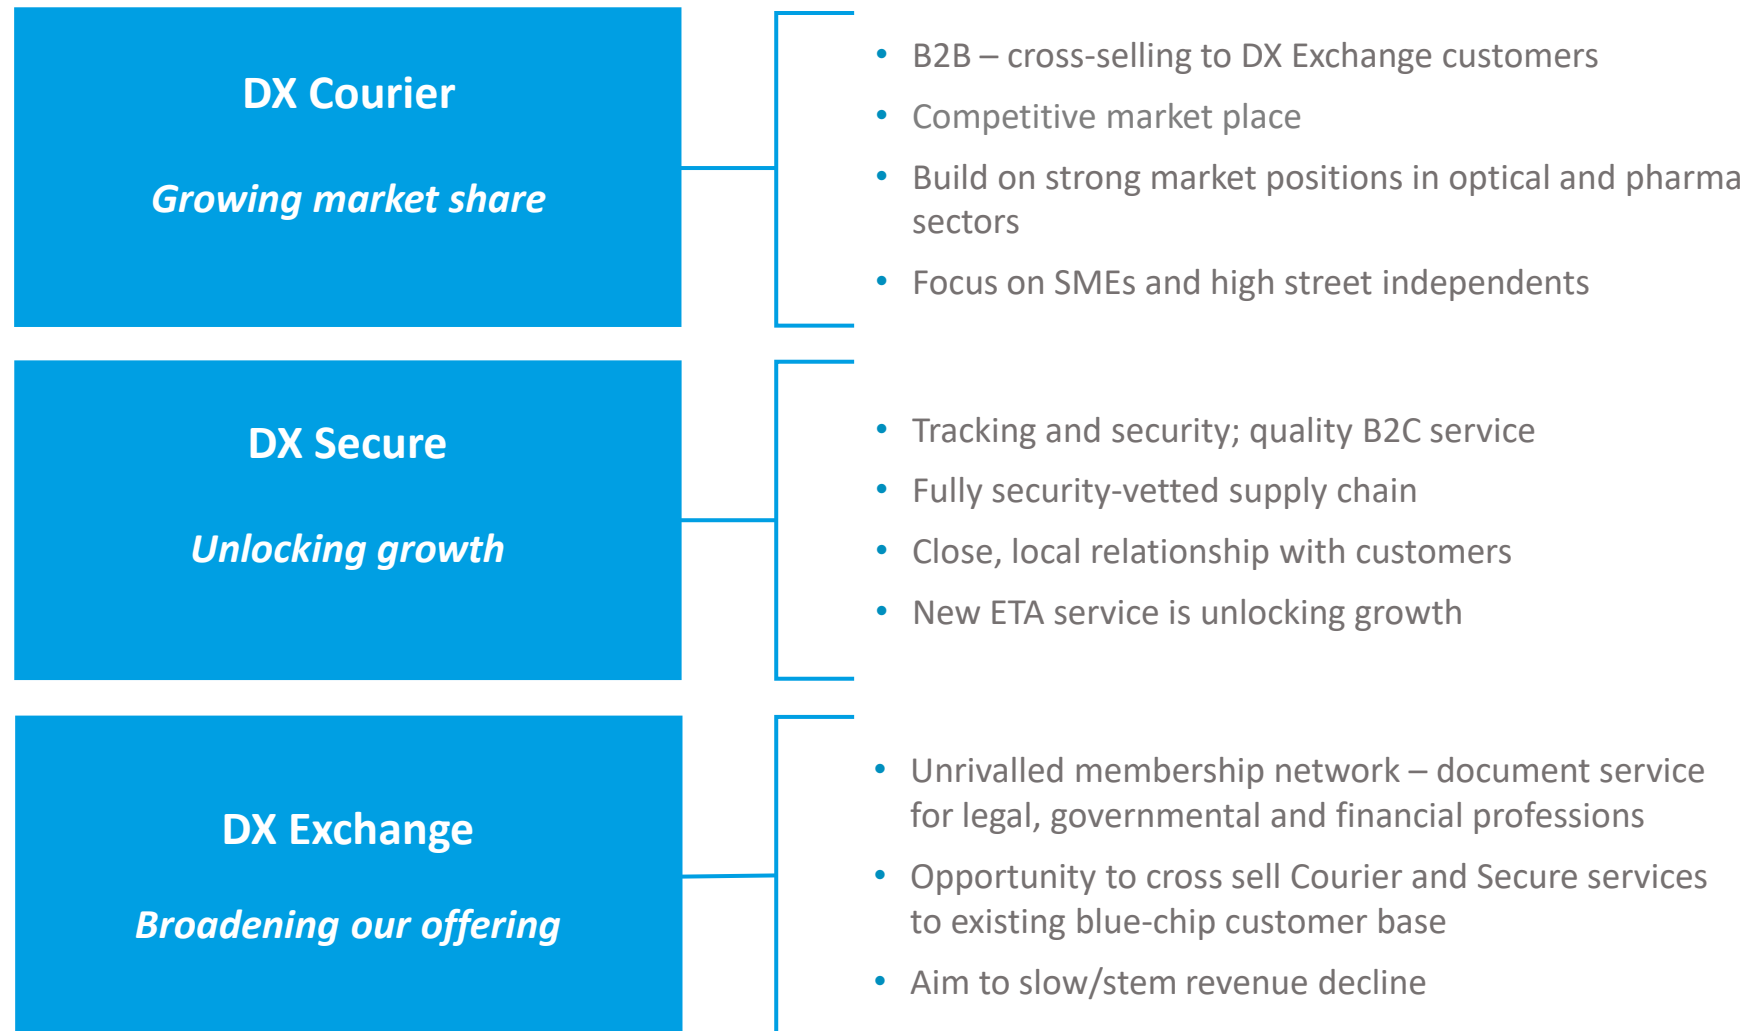 DX Courier
Growing market share
• B2B – cross-selling to DX Exchange customers
• Competitive market place
• Build on strong market positions in optical and pharma
sectors
• Focus on SMEs and high street independents
DX Secure
Unlocking growth
• Tracking and security; quality B2C service
• Fully security-vetted supply chain
• Close, local relationship with customers
• New ETA service is unlocking growth
DX Exchange
Broadening our offering
• Unrivalled membership network – document service
for legal, governmental and financial professions
• Opportunity to cross sell Courier and Secure services
to existing blue-chip customer base
• Aim to slow/stem revenue decline